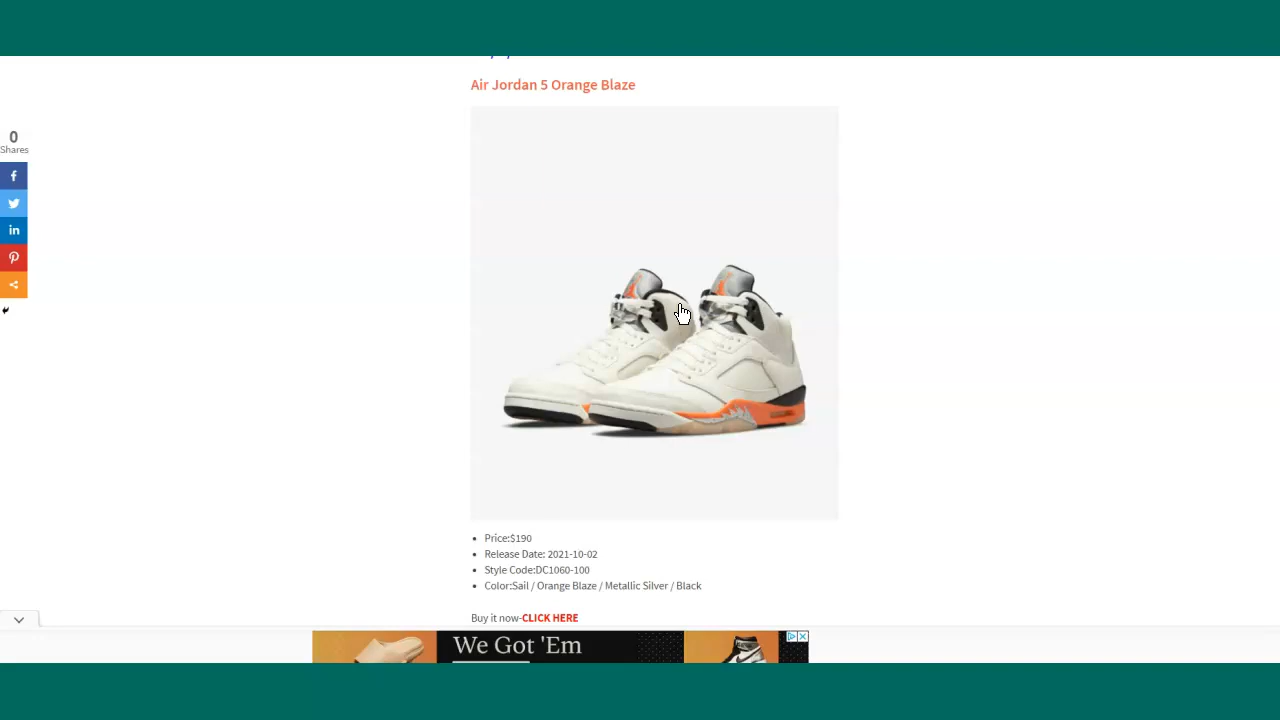 Air Jordan 5 Orange Blaze
0
Shares
Price:$190
Release Date: 2021-10-02
Style Code:DC1060-100
Color:Sail / Orange Blaze / Metallic Silver / Black
Buy it now-CLICK HERE
We Got 'Em